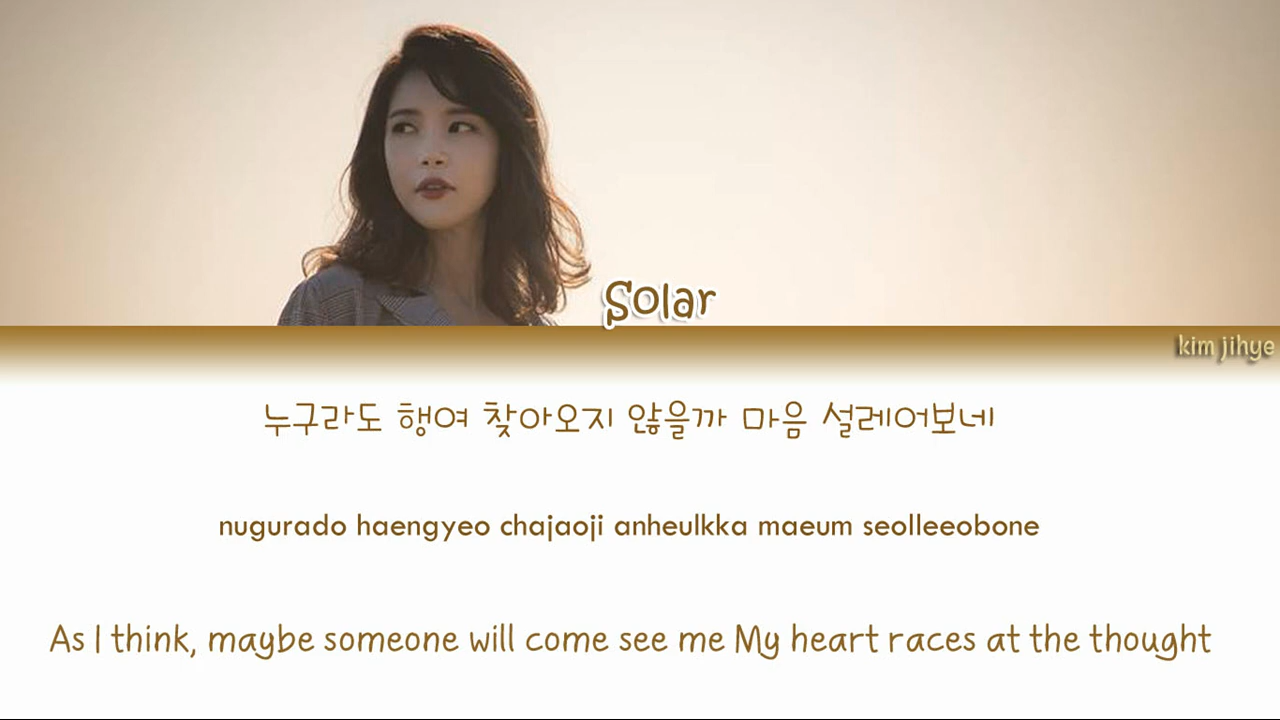 Solar
kim jihye
누구라도 행여 찾아오지 않을까 마음 설레어보네
nugurado haengyeo chajaoji anheulkka maeum seolleeobone
As I think, maybe someone will come see me My heart races at the thought